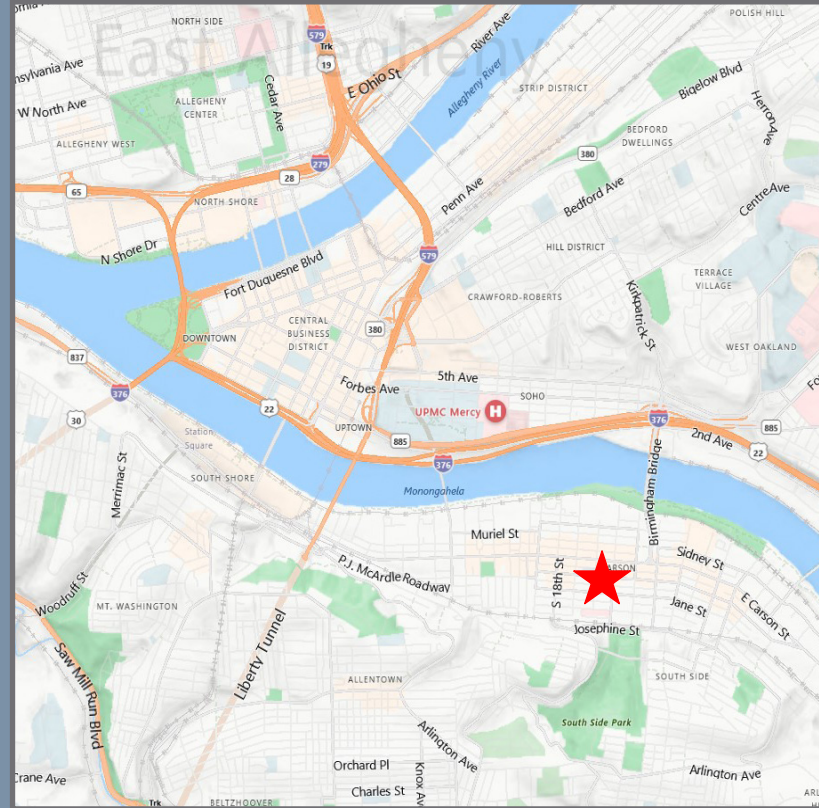 NORTH SIDE
579
Trk
19
River Ave
POLISH HILL
East Allegheny
E Ohio St
Allegheny River
STRIP DISTRICT
Bigelow Blvd
W North Ave
ALLEGHENY
CENTER
Cedar Ave
Herron Ave
ALLEGHENY WEST
BEDFORD
DWELLINGS
380
279
28
65
NORTH SHORE
Penn Ave
Bedford Ave
Centre Ave
N Shore Dr
Fort Duquesne Blvd
579
HILL DISTRICT
TERRACE
VILLAGE
CRAWFORD-ROBERTS
Kirkpatrick St
CENTRAL
BUSINESS
DISTRICT
380
DOWNTOWN
WEST OAKLAND
837
376
5th Ave
Forbes Ave
SOHO
UPMC Mercy
H
22
30
Station
Square
UPTOWN
885
376
376
2nd Ave
885
22
Merrimac St
SOUTH SHORE
Monongahela
Birmingham Bridge
Muriel St
P.J. McArdle Roadway
S 18th St
ARSON
Sidney St
Woodruff St
MT. WASHINGTON
Jane St
E Carson St
Josephine St
Liberty Tunnel
Saw Mill Run Blvd
ALLENTOWN
SOUTH SIDE
South Side Park
Arlington Ave
Orchard Pl
Knox Av
Arlington Ave
Crane Ave
Charles St
Trk
BELTZHOOVER